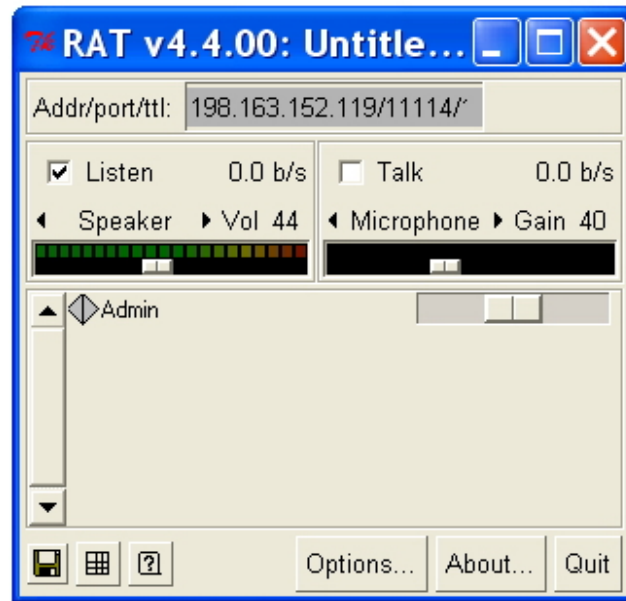 Tk RAT v4.4.00: Untitle...
Addr/port/ttl: 198.163.152.119/11114/
Listen 0.0 b/s Talk 0.0 b/s
Speaker Vol 44 Microphone Gain 40
Admin
Options... About... Quit